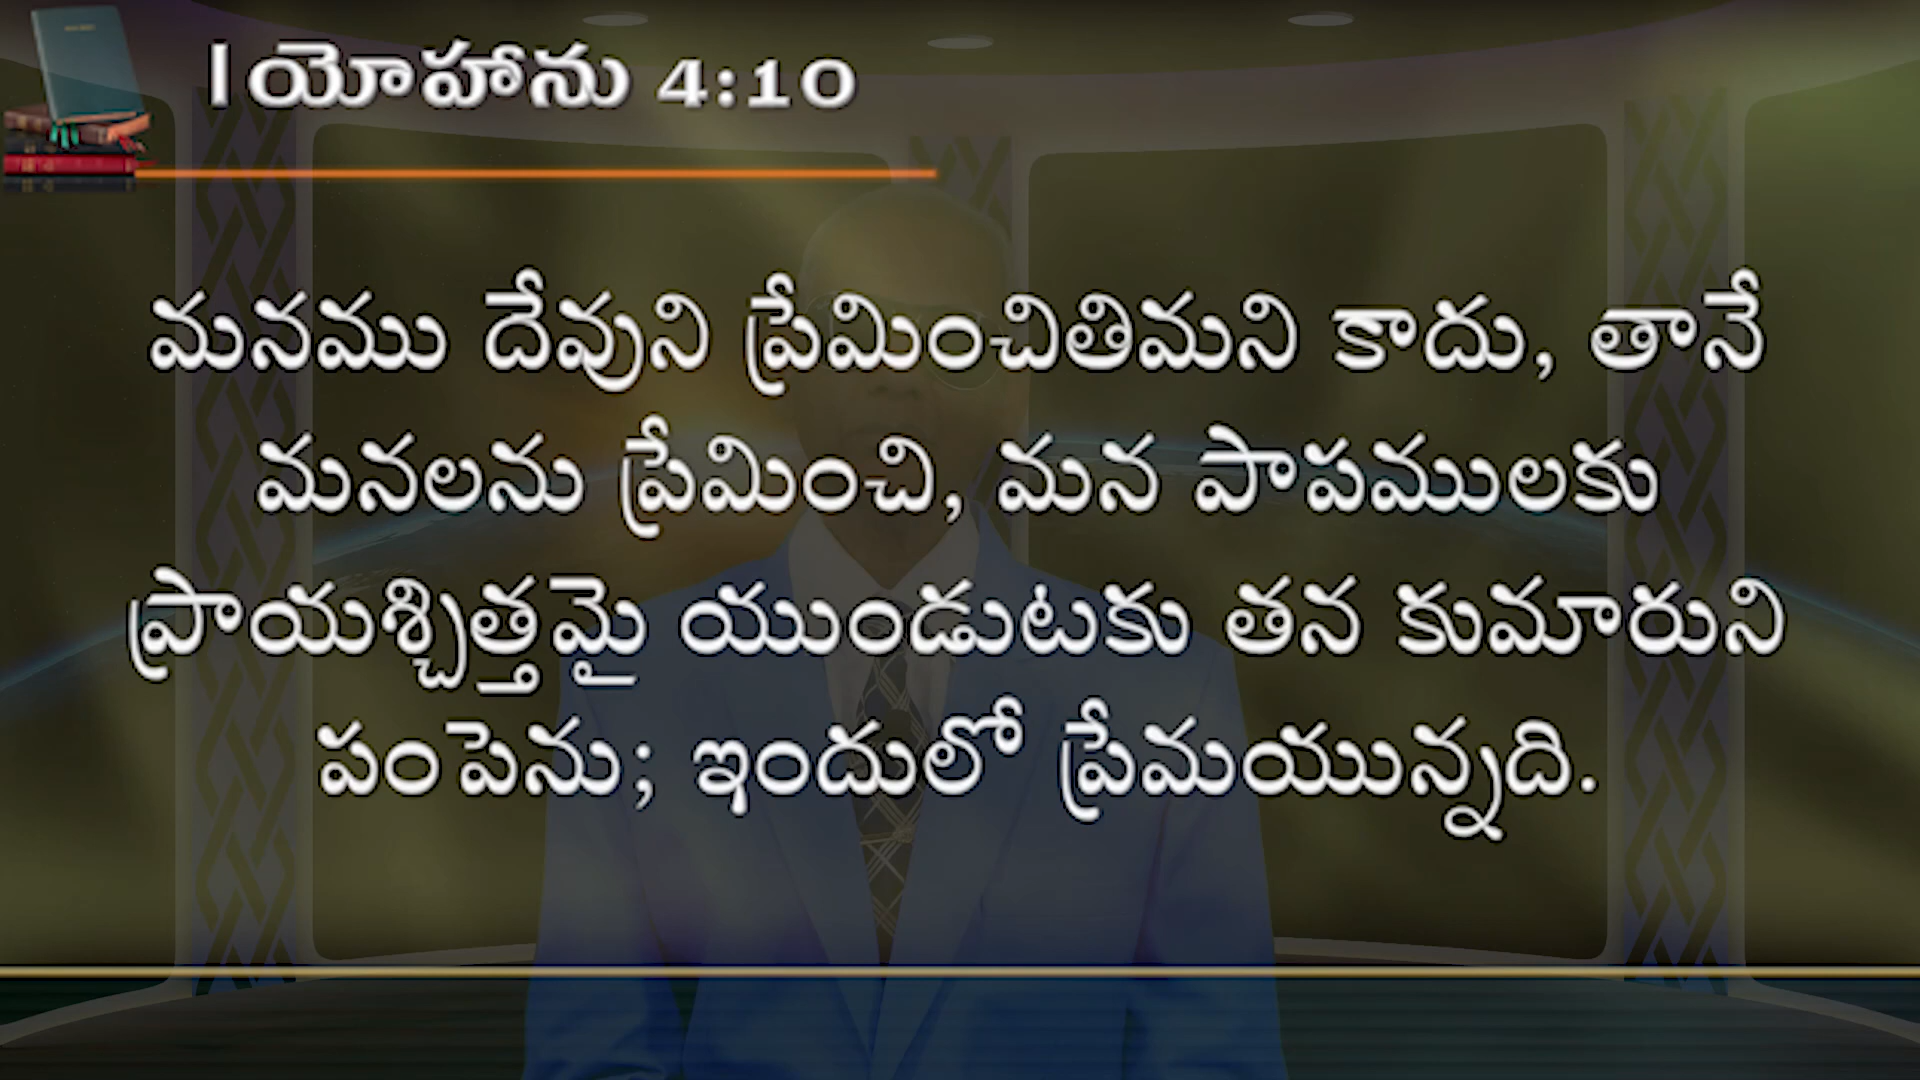 I యోహాను 4:10
మనము దేవుని ప్రేమించితిమని కాదు, తానే
మనలను ప్రేమించి, మన పాపములకు
ప్రాయశ్చిత్తమై యుండుటకు తన కుమారుని
పంపెను; ఇందులో ప్రేమయున్నది.